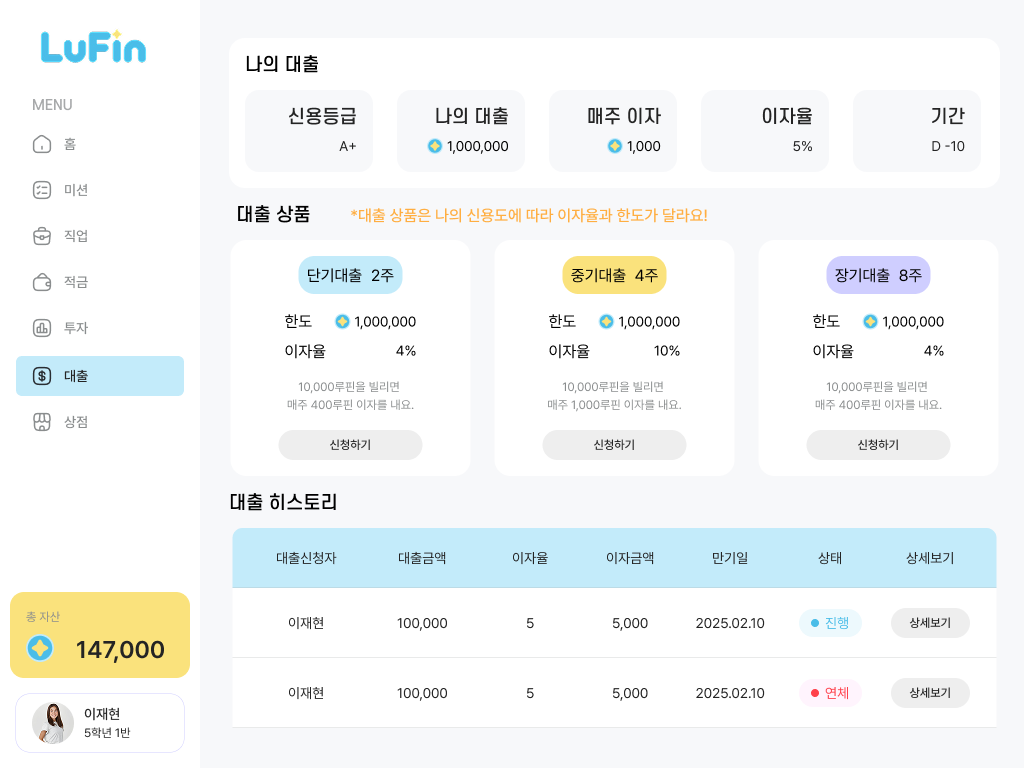 LuFin
MENU
홈
미션
직업
적금
투자
대출
상점
총 자산
147,000
이재현
5학년 1반
나의 대출
신용등급
A+
나의 대출
1,000,000
매주 이자
1,000
이자율
5%
기간
D -10
대출 상품 *대출 상품은 나의 신용도에 따라 이자율과 한도가 달라요!
단기대출 2주
한도 1,000,000
이자율 4%
10,000루핀을 빌리면
매주 400루핀 이자를 내요.
신청하기
중기대출 4주
한도 1,000,000
이자율 10%
10,000루핀을 빌리면
매주 1,000루핀 이자를 내요.
신청하기
장기대출 8주
한도 1,000,000
이자율 4%
10,000루핀을 빌리면
매주 400루핀 이자를 내요.
신청하기
대출 히스토리
대출신청자 대출금액 이자율 이자금액 만기일 상태 상세보기
이재현 100,000 5 5,000 2025.02.10 진행 상세보기
이재현 100,000 5 5,000 2025.02.10 연체 상세보기